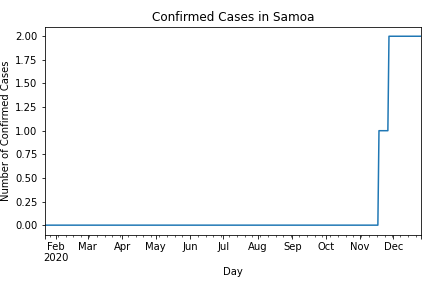 Confirmed Cases in Samoa
Number of Confirmed Cases
2.00
1.75
1.50
1.25
1.00
0.75
0.50
0.25
0.00
Feb Mar Apr May Jun Jul Aug Sep Oct Nov Dec
2020
Day